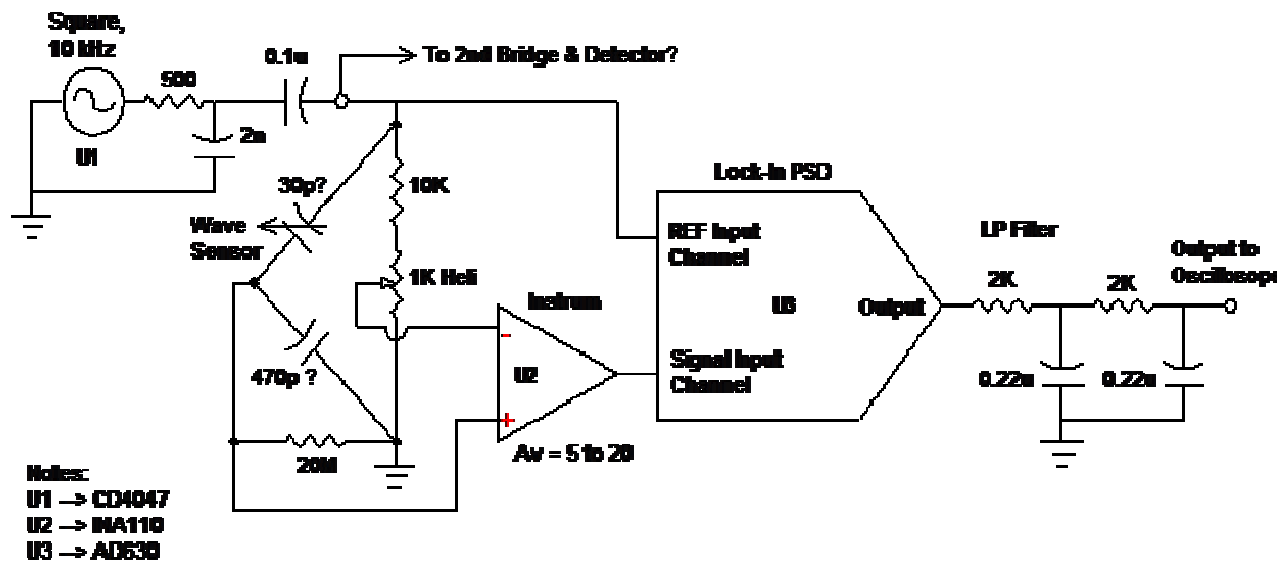 Square,
10 kHz
500
0.1u
To 2nd Bridge & Detector?
2n
U1
30p?
10K
Wave
Sensor
1K Heli
470p ?
20M
Instrum
-
U2
+
Av = 5 to 20
Lock-In PSD
REF Input
Channel
U3
Output
Signal Input
Channel
LP Filter
2K
2K
0.22u
0.22u
Output to
Oscilloscope
Notes:
U1 --> CD4047
U2 --> INA110
U3 --> AD630